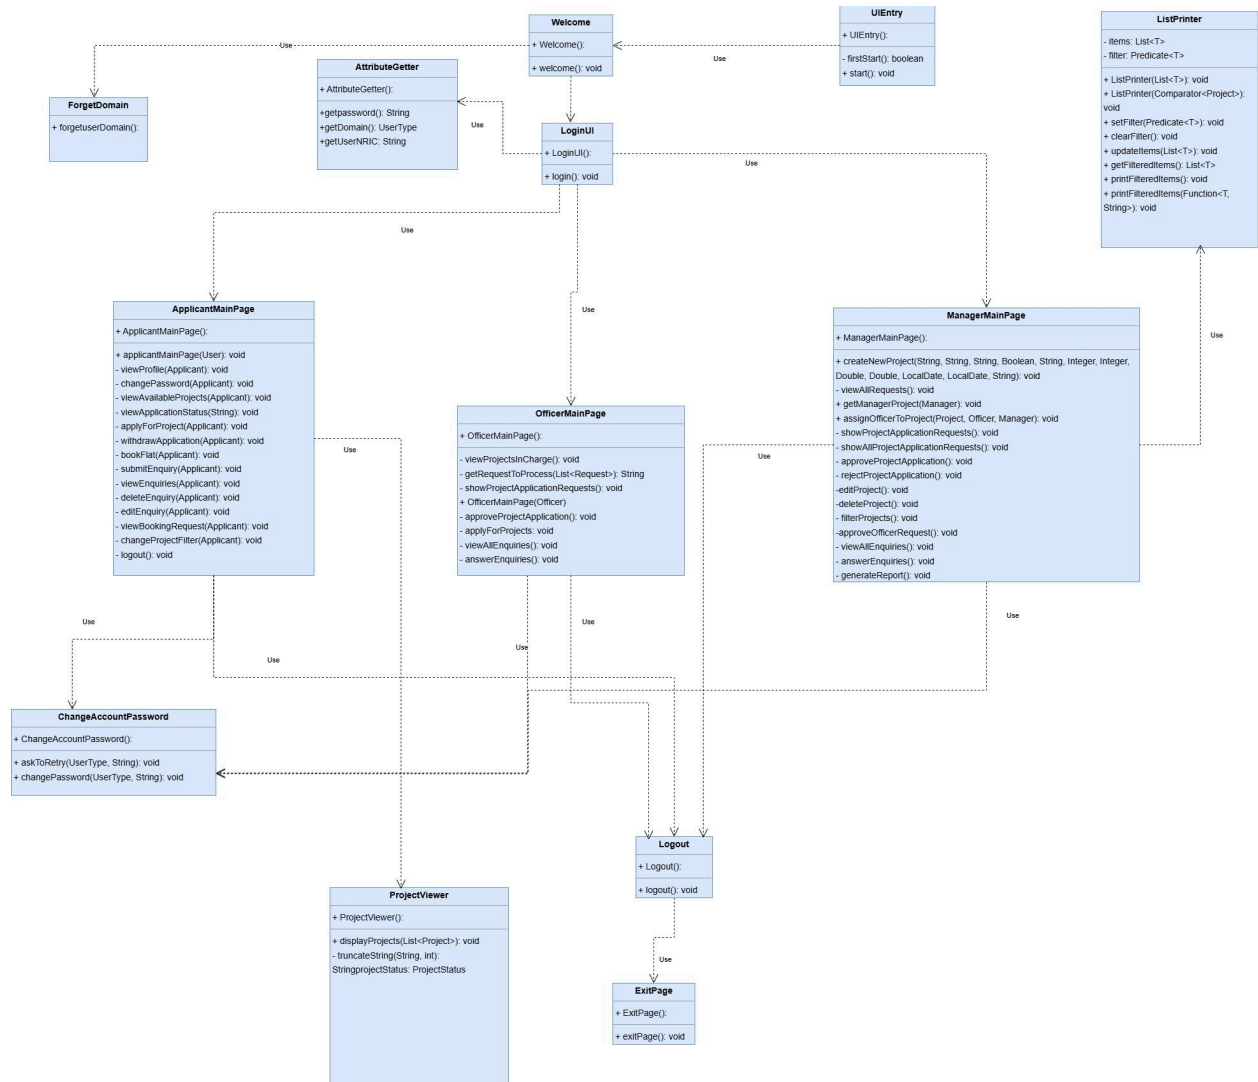 Welcome
+ Welcome():
+ welcome(): void
UIEntry
+ UIEntry():
- firstStart(): boolean
+ start(): void
ListPrinter
- items: List<T>
- filter: Predicate<T>
+ ListPrinter(List<T>): void
+ ListPrinter(Comparator<Project>):
void
+ setFilter(Predicate<T>): void
+ clearFilter(): void
+ updateItems(List<T>): void
+ getFilteredItems(): List<T>
+ printFilteredItems(): void
+ printFilteredItems(Function<T,
String>): void
Use
Use
AttributeGetter
+ AttributeGetter():
+getpassword(): String
+getDomain(): UserType
+getUserNRIC: String
ForgetDomain
+ forgetuserDomain():
Use
LoginUI
+ LoginUI():
+ login(): void
Use
Use
Use
Use
Use
ApplicantMainPage
+ ApplicantMainPage():
+ applicantMainPage(User): void
- viewProfile(Applicant): void
- changePassword(Applicant): void
- viewAvailableProjects(Applicant): void
- viewApplicationStatus(String): void
- applyForProject(Applicant): void
- withdrawApplication(Applicant): void
- bookFlat(Applicant): void
- submitEnquiry(Applicant): void
- viewEnquiries(Applicant): void
- deleteEnquiry(Applicant): void
- editEnquiry(Applicant): void
- viewBookingRequest(Applicant): void
- changeProjectFilter(Applicant): void
- logout(): void
Use
OfficerMainPage
+ OfficerMainPage():
- viewProjectsInCharge(): void
- getRequestToProcess(List<Request>): String
- showProjectApplicationRequests(): void
+ OfficerMainPage(Officer)
- approveProjectApplication(): void
- applyForProjects: void
- viewAllEnquiries(): void
- answerEnquiries(): void
Use
ManagerMainPage
+ ManagerMainPage():
+ createNewProject(String, String, String, Boolean, String, Integer, Integer,
Double, Double, LocalDate, LocalDate, String): void
- viewAllRequests(): void
+ getManagerProject(Manager): void
+ assignOfficerToProject(Project, Officer, Manager): void
- showProjectApplicationRequests(): void
- showAllProjectApplicationRequests(): void
- approveProjectApplication(): void
- rejectProjectApplication(): void
-editProject(): void
-deleteProject(): void
- filterProjects(): void
-approveOfficerRequest(): void
- viewAllEnquiries(): void
- answerEnquiries(): void
- generateReport(): void
Use
Use
Use
Use
Use
ChangeAccountPassword
+ ChangeAccountPassword():
+ askToRetry(UserType, String): void
+ changePassword(UserType, String): void
Logout
+ Logout():
+ logout(): void
ProjectViewer
+ ProjectViewer():
+ displayProjects(List<Project>): void
- truncateString(String, int):
StringprojectStatus: ProjectStatus
Use
ExitPage
+ ExitPage():
+ exitPage(): void